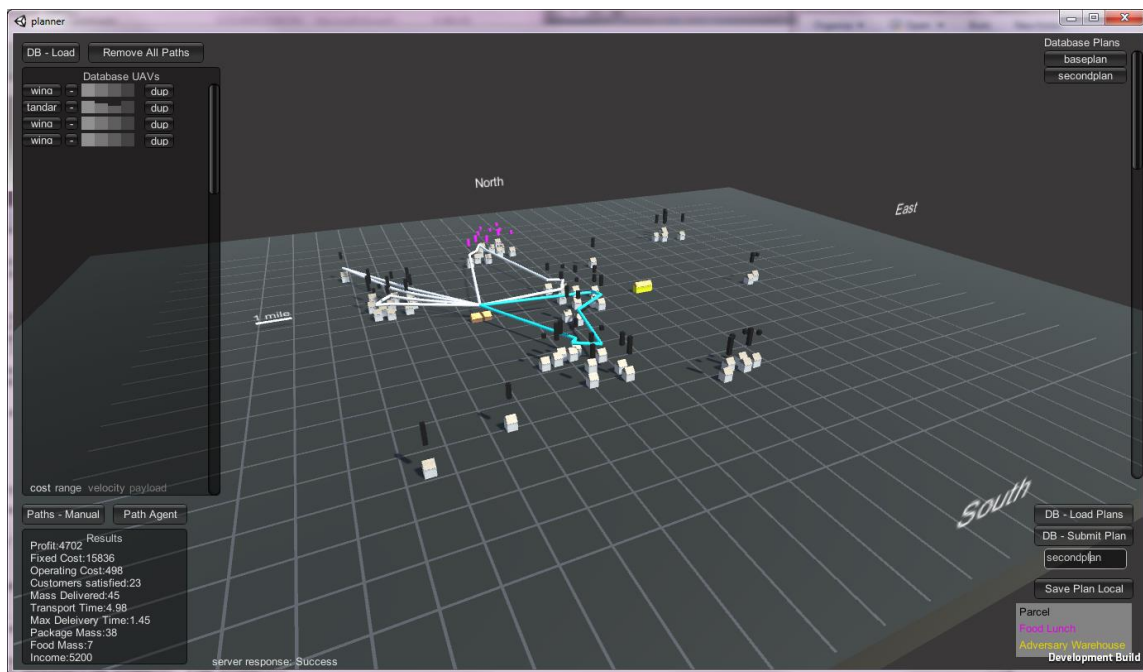 planner
DB - Load
Remove All Paths
Database UAVs
wing - dup
tandar - dup
wing - dup
wing - dup
North
East
South
1 mile
cost range velocity payload
Paths - Manual
Path Agent
Results
Profit:4702
Fixed Cost:15836
Operating Cost:498
Customers satisfied:23
Mass Delivered:45
Transport Time:4.98
Max Deleivery Time:1.45
Package Mass:38
Food Mass:7
Income:5200
server response: Success
Database Plans
baseplan
secondplan
DB - Load Plans
DB - Submit Plan
secondplan
Save Plan Local
Parcel
Food Lunch
Adversary Warehouse
Development Build